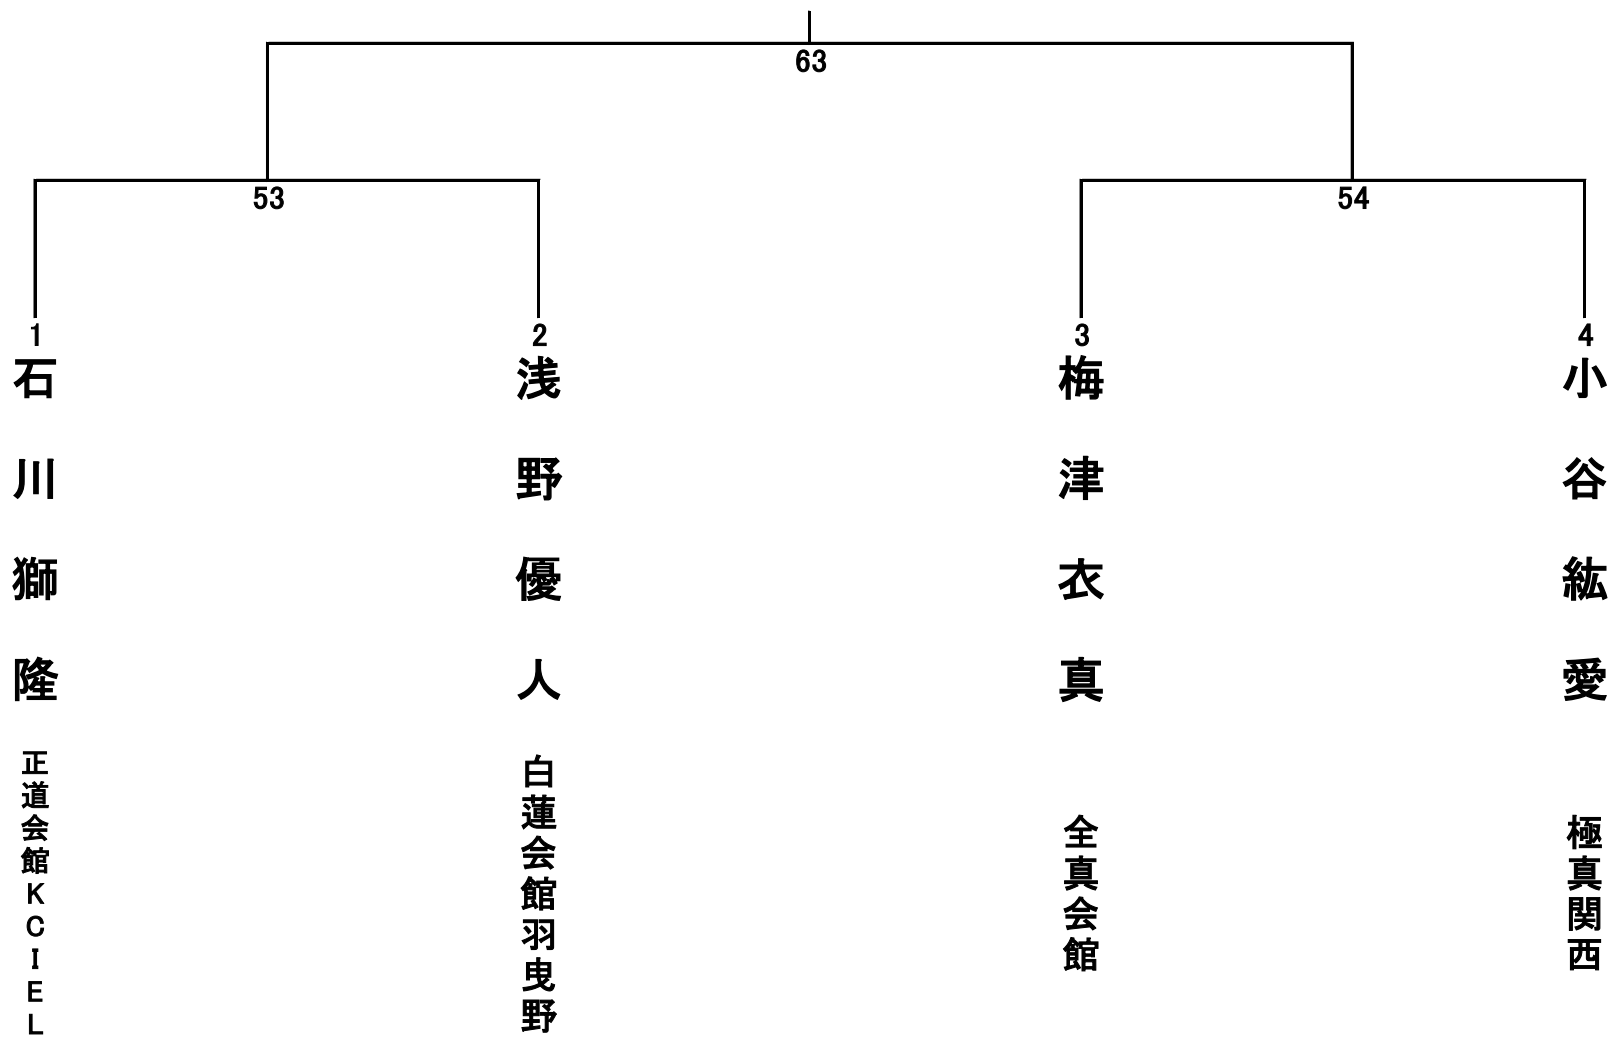 63
53
54
1
石川獅隆
正道会館KCIEL
2
浅野優人
白蓮会館羽曳野
3
梅津衣真
全真会館
4
小谷紘愛
極真関西